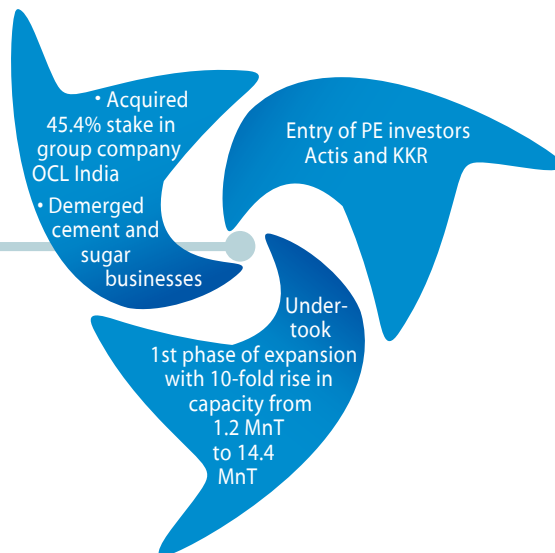 • Acquired
45.4% stake in
group company
OCL India
• Demerged
cement and
sugar
businesses
Entry of PE investors
Actis and KKR
Under-
took
1st phase of expansion
with 10-fold rise in
capacity from
1.2 MnT
to 14.4
MnT